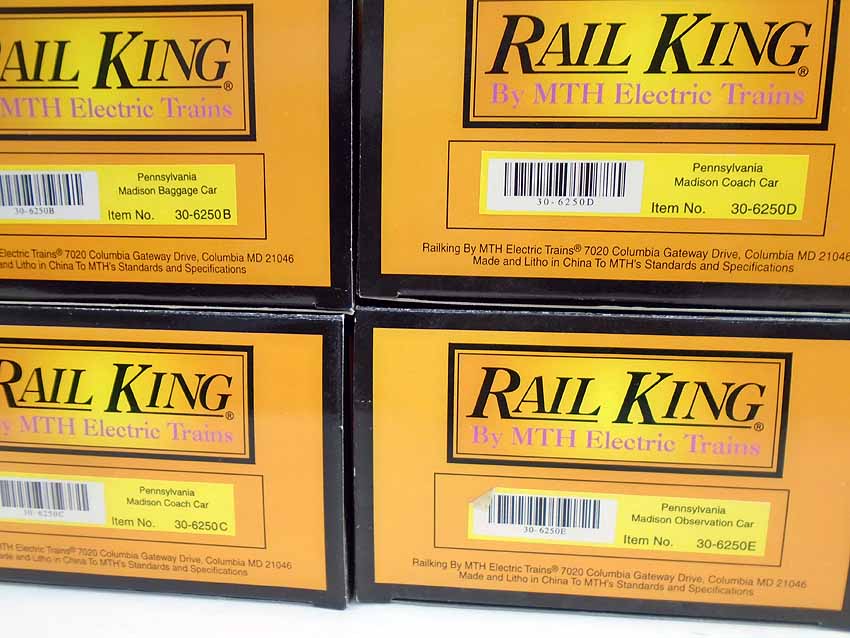 AIL KING®
MTH Electric Trains
30-6250B
Pennsylvania
Madison Baggage Car
Item No. 30-6250B
Electric Trains® 7020 Columbia Gateway Drive, Columbia MD 21046
and Litho in China To MTH's Standards and Specifications
RAIL KING®
By MTH Electric Trains
30-6250D
Pennsylvania
Madison Coach Car
Item No. 30-6250D
Railking By MTH Electric Trains® 7020 Columbia Gateway Drive, Columbia MD 21046
Made and Litho in China To MTH's Standards and Specifications
RAIL KING®
By MTH Electric Trains
30-6250C
Pennsylvania
Madison Coach Car
Item No. 30-6250C
MTH Electric Trains® 7020 Columbia Gateway Drive, Columbia MD 21046
Made and Litho in China To MTH's Standards and Specifications
RAIL KING®
By MTH Electric Trains
30-6250E
Pennsylvania
Madison Observation Car
Item No. 30-6250E
Railking By MTH Electric Trains® 7020 Columbia Gateway Drive, Columbia MD 21046
Made and Litho in China To MTH's Standards and Specifications